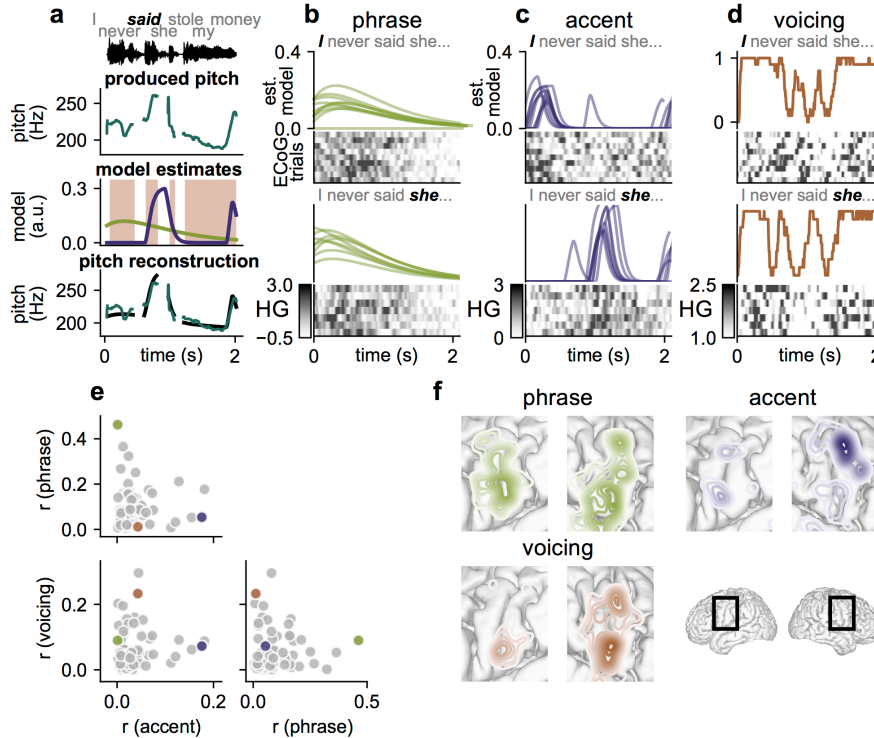 a
I said stole money
never she my
produced pitch
pitch (Hz)
250
200
model estimates
model (a.u.)
0.3
0.0
pitch reconstruction
pitch (Hz)
250
200
0
2
time (s)
b
phrase
I never said she...
est. model
0.4
0.0
ECoG trials
I never said she...
3.0
HG
−0.5
0
2
time (s)
c
accent
I never said she...
est. model
0.4
0.0
I never said she...
3
HG
0
0
2
time (s)
d
voicing
I never said she...
1
0
I never said she...
2.5
HG
1.0
0
2
time (s)
e
r (phrase)
0.4
0.2
0.0
r (voicing)
0.2
0.0
0.0
0.2
r (accent)
0.0
0.5
r (phrase)
f
phrase
accent
voicing